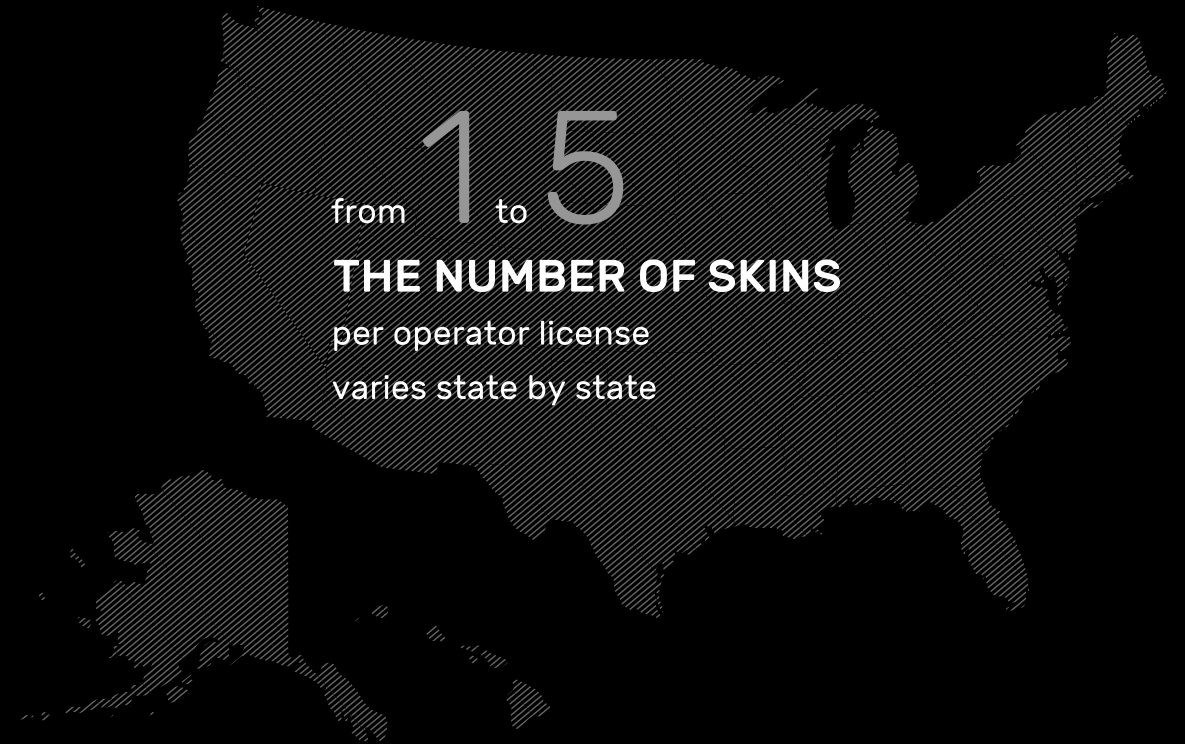 from 1 to 5
THE NUMBER OF SKINS
per operator license
varies state by state